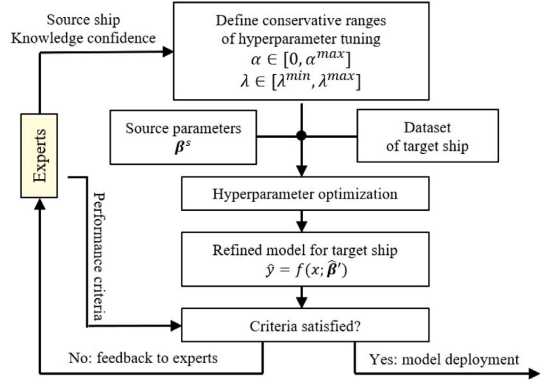 Source ship
Knowledge confidence
Define conservative ranges
of hyperparameter tuning
α ∈ [0, α^max]
λ ∈ [λ^min, λ^max]
Source parameters
β^s
Dataset
of target ship
Experts
Hyperparameter optimization
Performance criteria
Refined model for target ship
ŷ = f(x; β̂′)
Criteria satisfied?
No: feedback to experts
Yes: model deployment